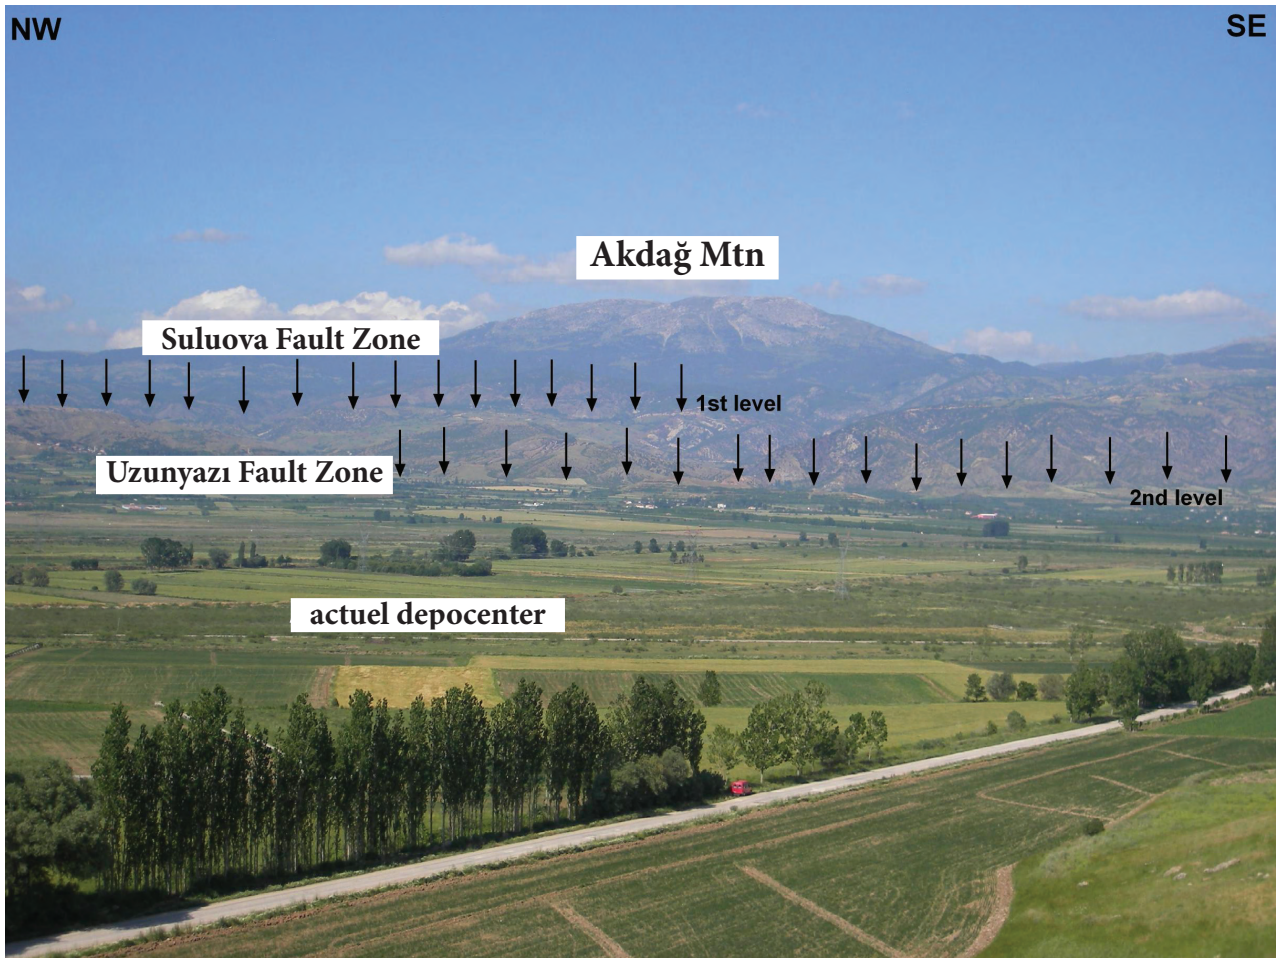 NW
SE
Akdağ Mtn
Suluova Fault Zone
1st level
Uzunyazı Fault Zone
2nd level
actuel depocenter